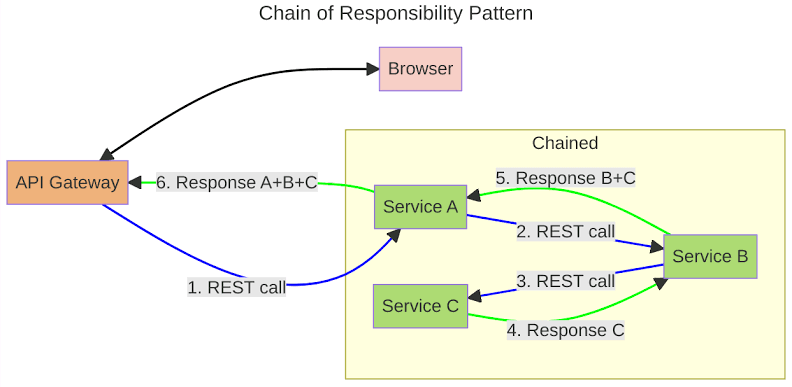 Chain of Responsibility Pattern
Browser
Chained
API Gateway
6. Response A+B+C
5. Response B+C
Service A
2. REST call
Service B
3. REST call
1. REST call
Service C
4. Response C